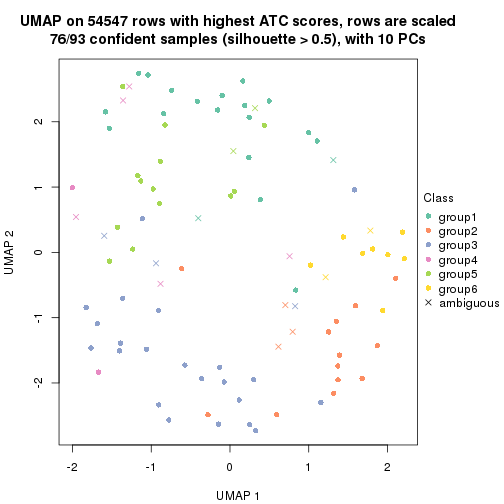 UMAP on 54547 rows with highest ATC scores, rows are scaled
76/93 confident samples (silhouette > 0.5), with 10 PCs
2
1
0
-1
-2
UMAP 2
-2
-1
0
1
2
UMAP 1
Class
group1
group2
group3
group4
group5
group6
ambiguous